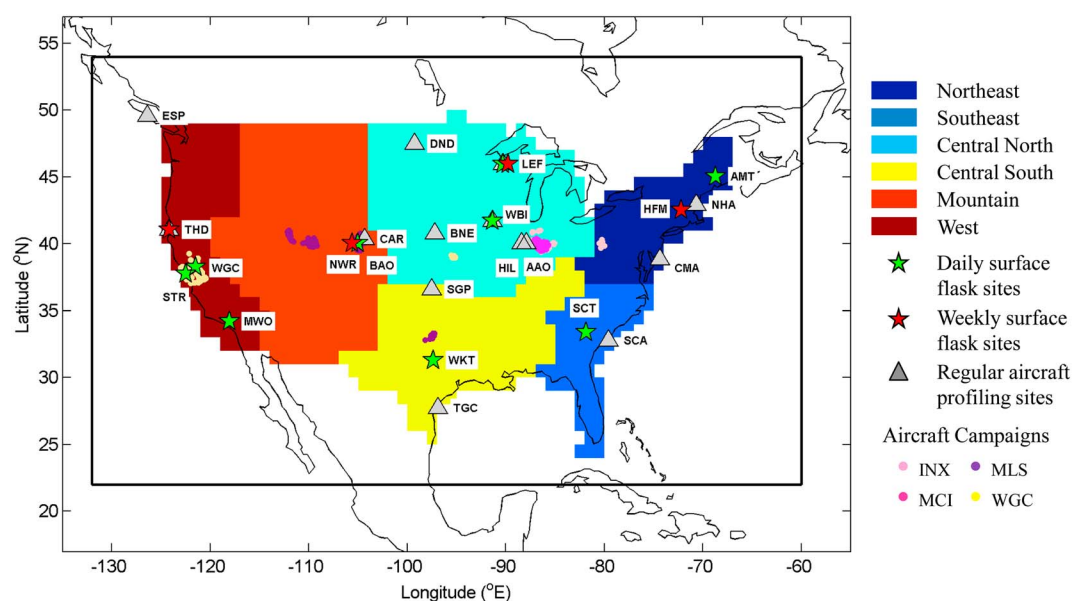 55
50
45
40
35
30
25
20
Latitude (°N)
-130
-120
-110
-100
-90
-80
-70
-60
Longitude (°E)
ESP
DND
LEF
AMT
NHA
HFM
THD
WBI
BNE
CAR
NWR
BAO
HIL
AAO
CMA
WGC
STR
SGP
SCT
MWO
SCA
WKT
TGC
Northeast
Southeast
Central North
Central South
Mountain
West
Daily surface
flask sites
Weekly surface
flask sites
Regular aircraft
profiling sites
Aircraft Campaigns
INX
MLS
MCI
WGC